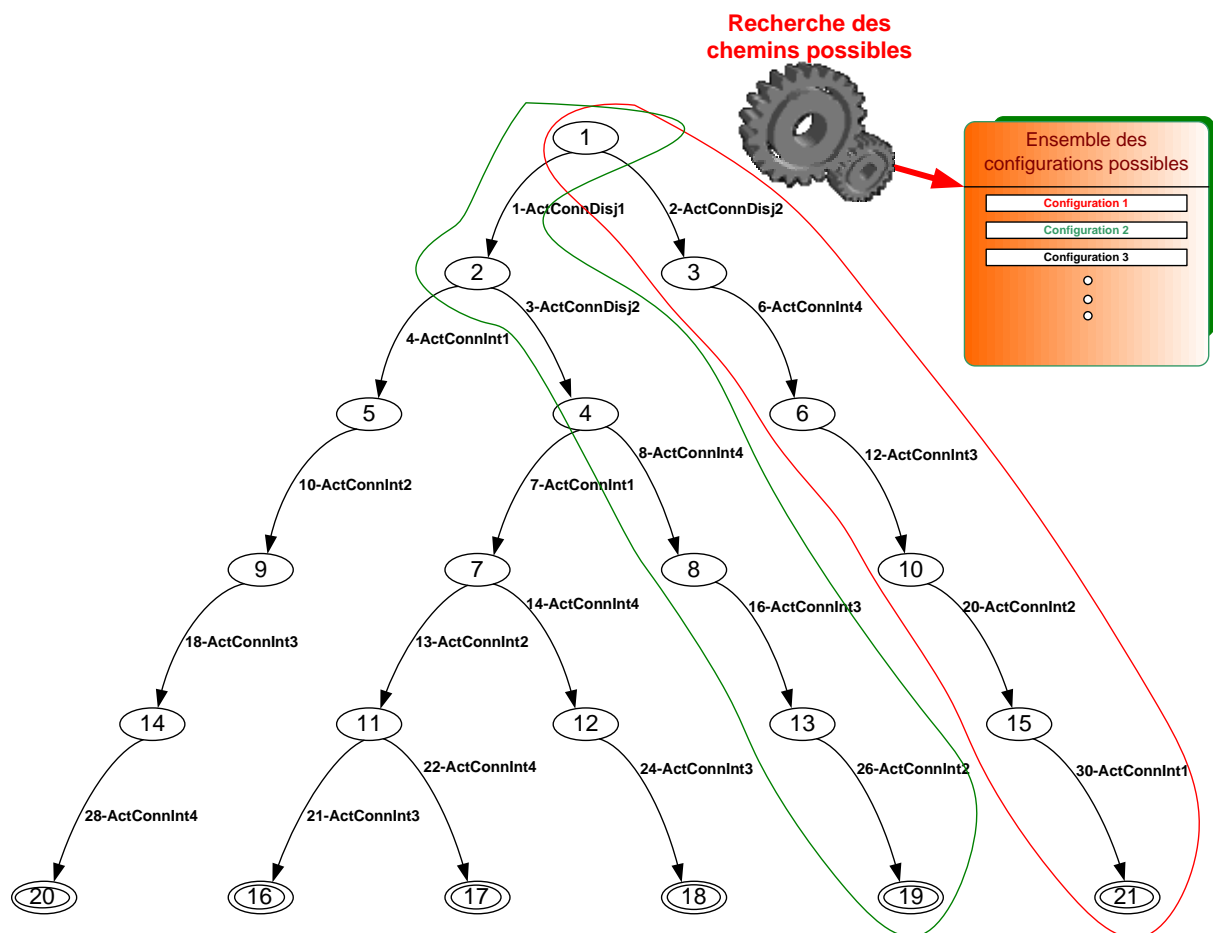 Recherche des
chemins possibles
Ensemble des
configurations possibles
Configuration 1
Configuration 2
Configuration 3
1
1-ActConnDisj1
2-ActConnDisj2
2
3
3-ActConnDisj2
6-ActConnInt4
4-ActConnInt1
5
4
6
8-ActConnInt4
12-ActConnInt3
10-ActConnInt2
7-ActConnInt1
9
7
8
10
14-ActConnInt4
16-ActConnInt3
20-ActConnInt2
18-ActConnInt3
13-ActConnInt2
14
11
12
13
15
22-ActConnInt4
24-ActConnInt3
26-ActConnInt2
30-ActConnInt1
28-ActConnInt4
21-ActConnInt3
20
16
17
18
19
21